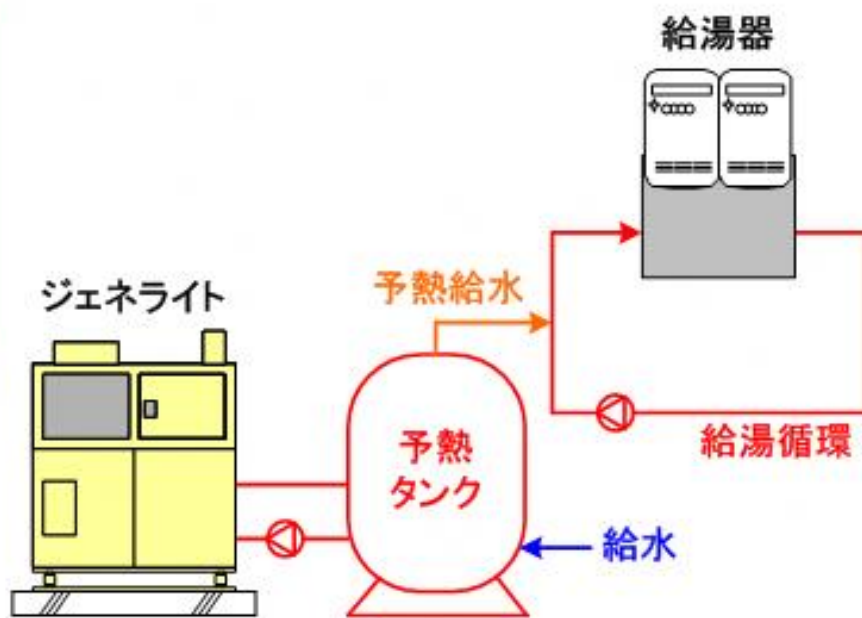 給湯器
ジェネライト
予熱給水
予熱
タンク
給湯循環
給水